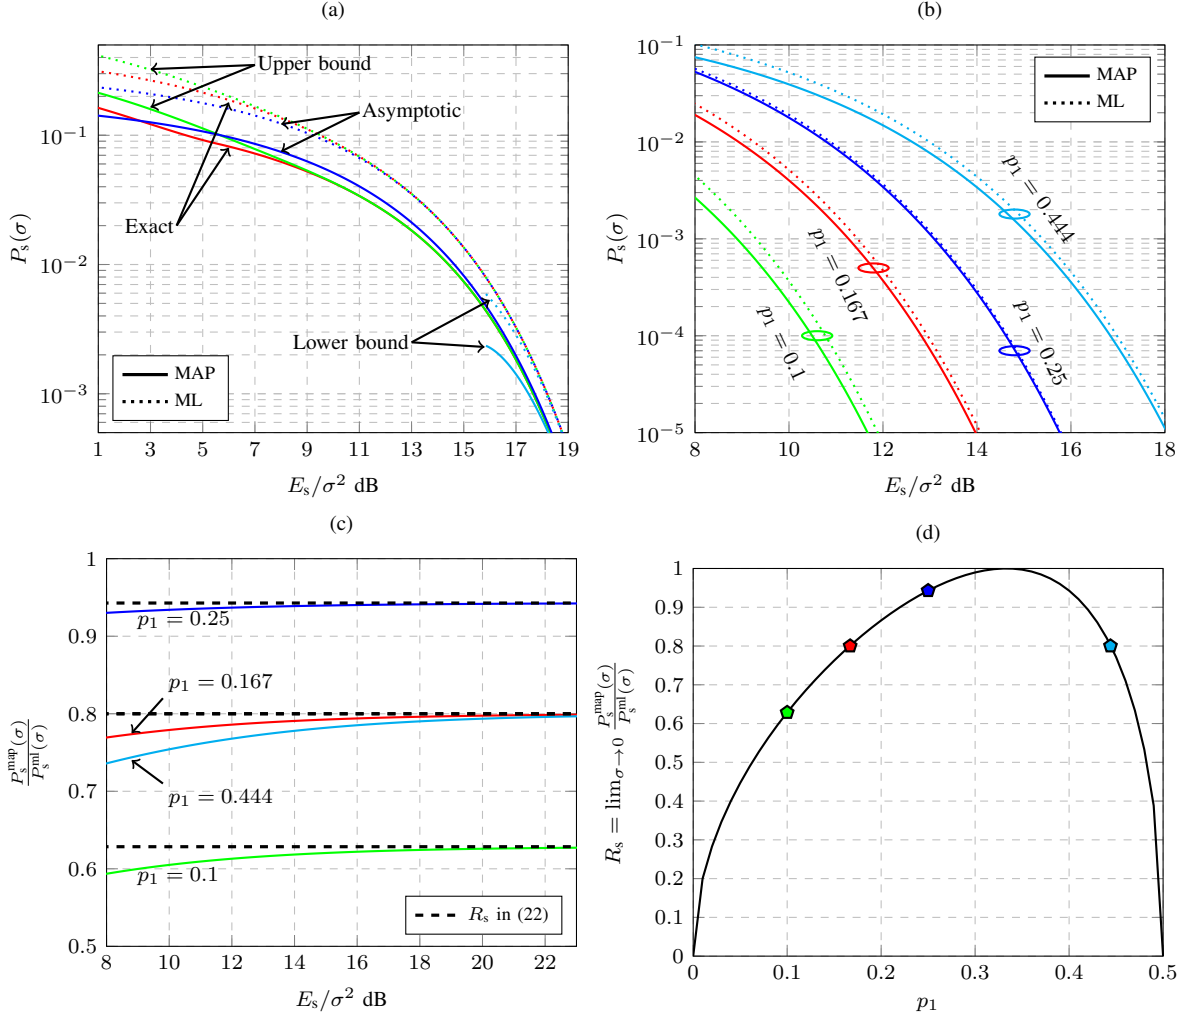 (a)
P_s(σ)
10^{-1}
10^{-2}
10^{-3}
Upper bound
Asymptotic
Exact
Lower bound
MAP
ML
1 3 5 7 9 11 13 15 17 19
E_s/σ^2 dB
(b)
P_s(σ)
10^{-1}
10^{-2}
10^{-3}
10^{-4}
10^{-5}
MAP
ML
p_1 = 0.444
p_1 = 0.167
p_1 = 0.25
p_1 = 0.1
8 10 12 14 16 18
E_s/σ^2 dB
(c)
P_s^{map}(σ)
P_s^{ml}(σ)
1
0.9
0.8
0.7
0.6
0.5
p_1 = 0.25
p_1 = 0.167
p_1 = 0.444
p_1 = 0.1
R_s in (22)
8 10 12 14 16 18 20 22
E_s/σ^2 dB
(d)
R_s = lim_{σ→0} P_s^{map}(σ)/P_s^{ml}(σ)
1
0.9
0.8
0.7
0.6
0.5
0.4
0.3
0.2
0.1
0
0 0.1 0.2 0.3 0.4 0.5
p_1